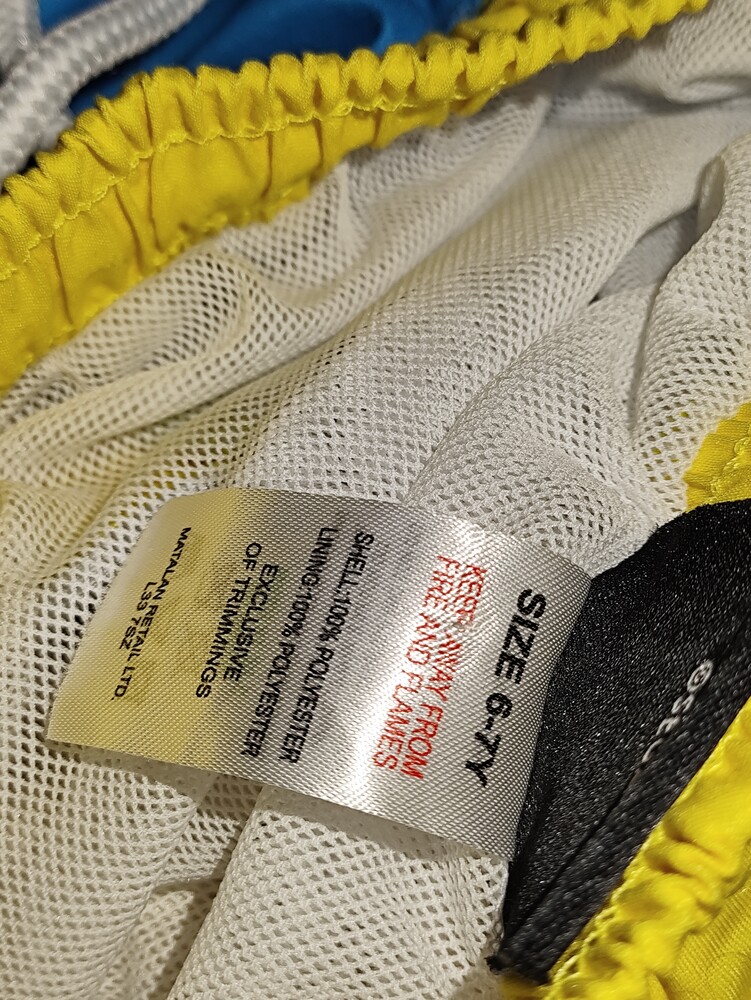 SIZE 6-7Y
KEEP AWAY FROM
FIRE AND FLAMES
SHELL:100% POLYESTER
LINING:100% POLYESTER
EXCLUSIVE
OF TRIMMINGS
MATALAN RETAIL LTD.
L33 7SZ